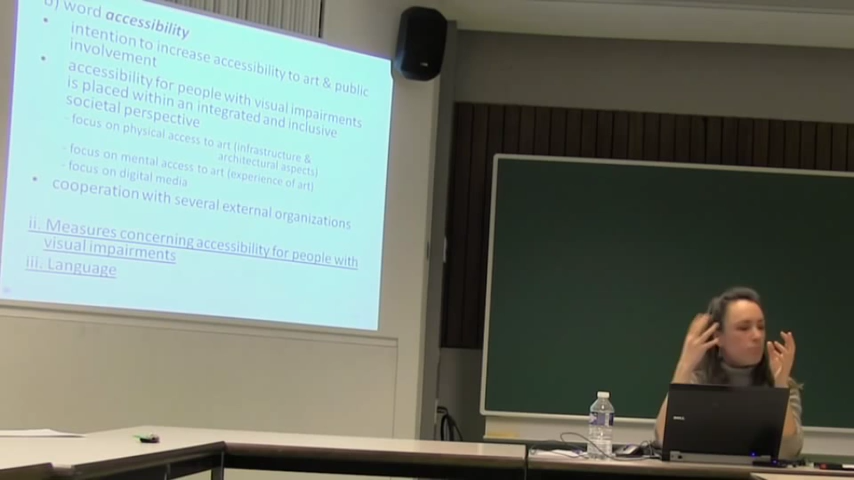 b) word accessibility
• intention to increase accessibility to art & public
involvement
• accessibility for people with visual impairments
is placed within an integrated and inclusive
societal perspective
- focus on physical access to art (infrastructure &
architectural aspects)
- focus on mental access to art (experience of art)
- focus on digital media
• cooperation with several external organizations
ii. Measures concerning accessibility for people with
visual impairments
iii. Language
DELL